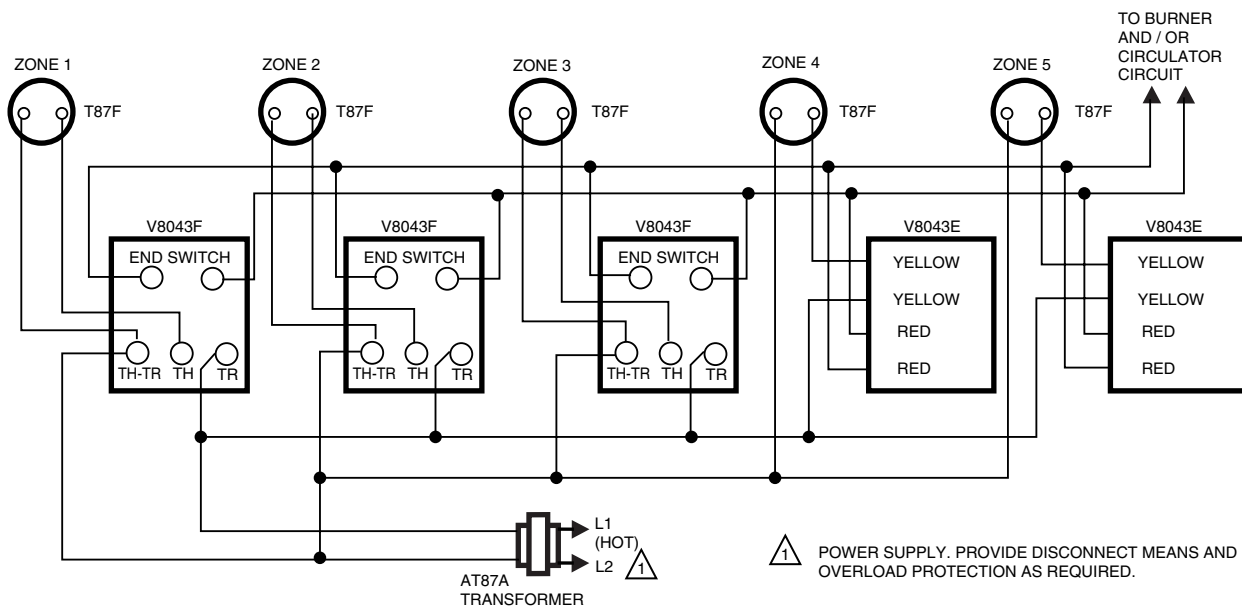 TO BURNER
AND / OR
CIRCULATOR
CIRCUIT
ZONE 1
ZONE 2
ZONE 3
ZONE 4
ZONE 5
T87F
T87F
T87F
T87F
T87F
V8043F
V8043F
V8043F
V8043E
V8043E
END SWITCH
END SWITCH
END SWITCH
YELLOW
YELLOW
YELLOW
YELLOW
RED
RED
RED
RED
TH-TR
TH
TR
TH-TR
TH
TR
TH-TR
TH
TR
L1
(HOT)
L2
1
AT87A
TRANSFORMER
1
POWER SUPPLY. PROVIDE DISCONNECT MEANS AND
OVERLOAD PROTECTION AS REQUIRED.